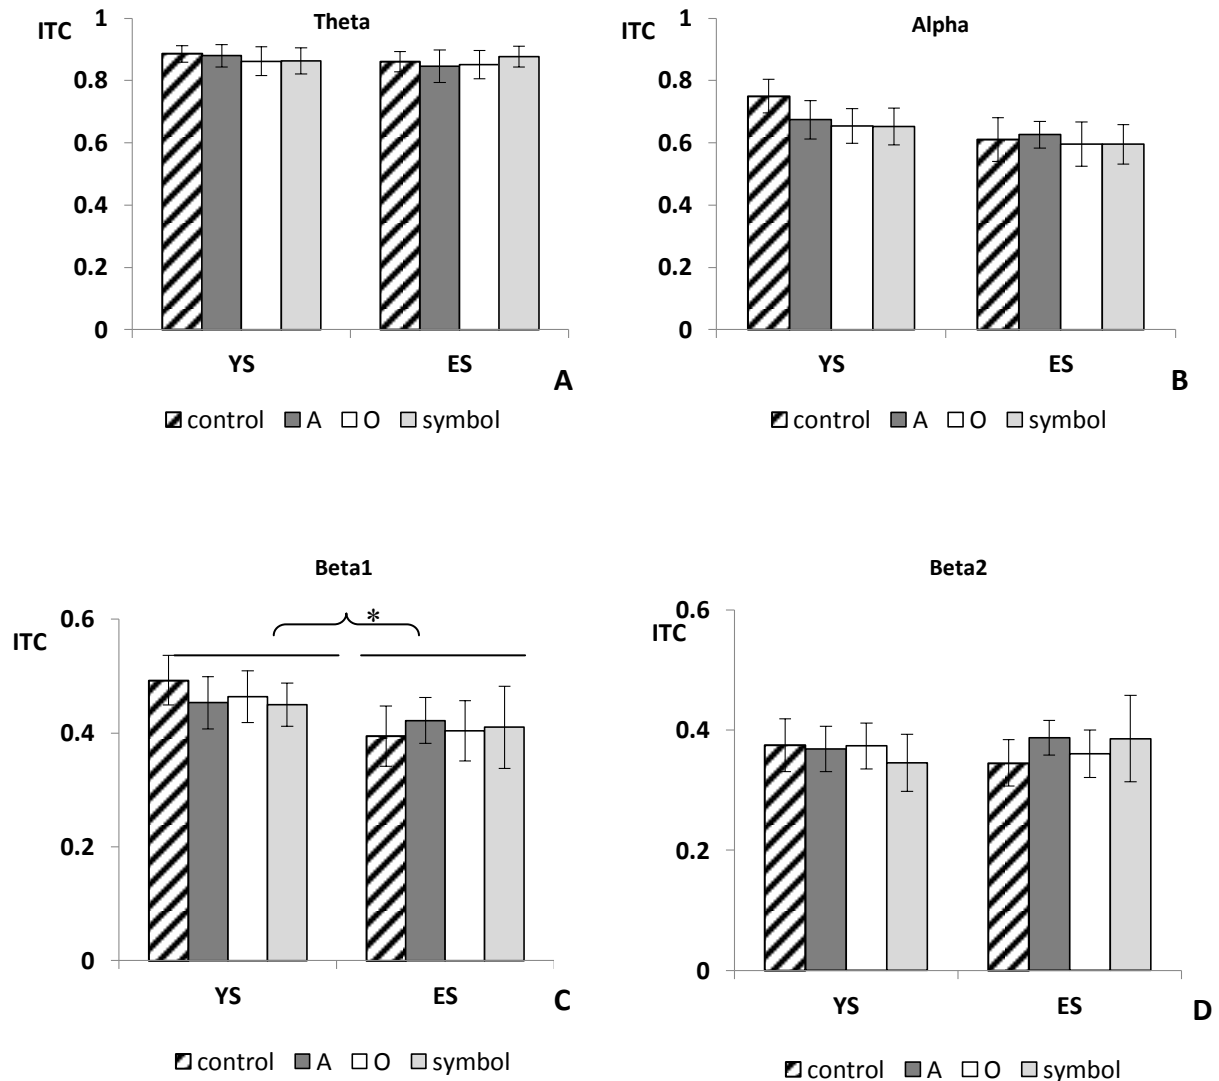 Theta
ITC
1
0.8
0.6
0.4
0.2
0
YS ES
A
control A O symbol
Alpha
ITC
1
0.8
0.6
0.4
0.2
0
YS ES
B
control A O symbol
Beta1
ITC
0.6
0.4
0.2
0
*
YS ES
C
control A O symbol
Beta2
ITC
0.6
0.4
0.2
0
YS ES
D
control A O symbol